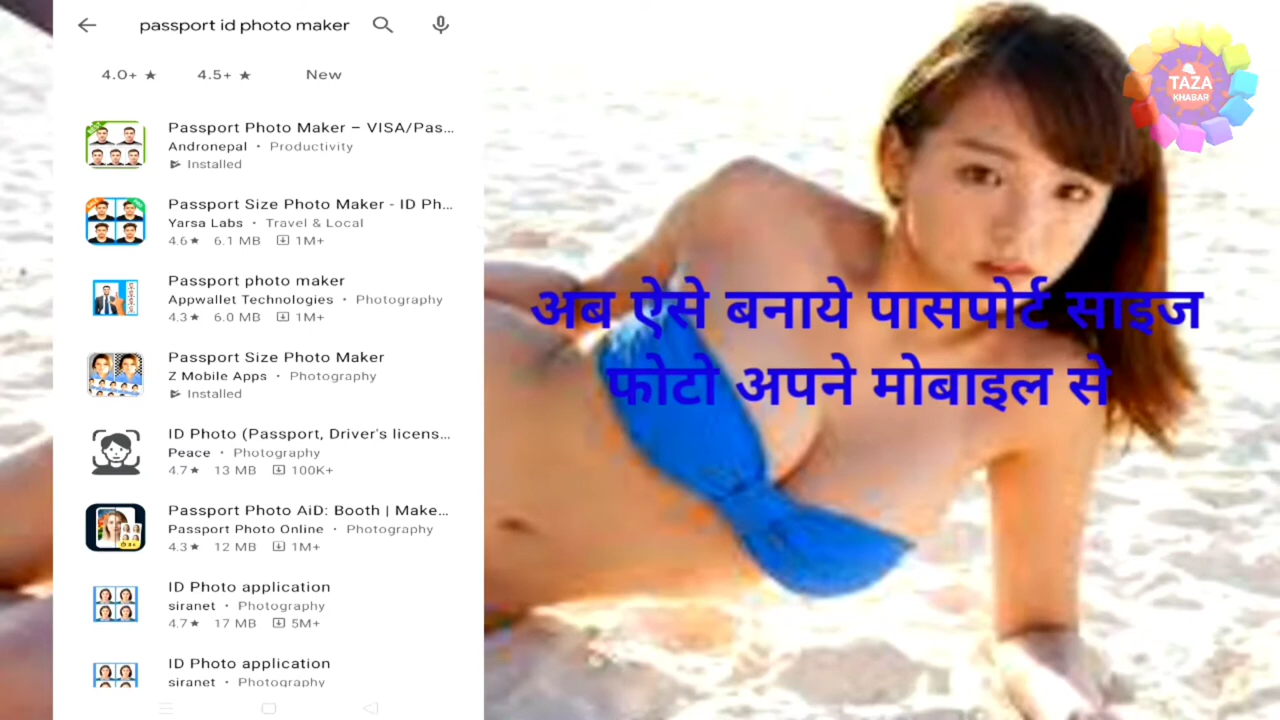 passport id photo maker
4.0+ ★ 4.5+ ★ New
Passport Photo Maker – VISA/Pas...
Andronepal • Productivity
Installed
Passport Size Photo Maker - ID Ph...
Yarsa Labs • Travel & Local
4.6★ 6.1 MB 1M+
Passport photo maker
Appwallet Technologies • Photography
4.3★ 6.0 MB 1M+
Passport Size Photo Maker
Z Mobile Apps • Photography
Installed
ID Photo (Passport, Driver's licens...
Peace • Photography
4.7★ 13 MB 100K+
Passport Photo AiD: Booth | Make...
Passport Photo Online • Photography
4.3★ 12 MB 1M+
ID Photo application
siranet • Photography
4.7★ 17 MB 5M+
ID Photo application
siranet • Photography
TAZA
KHABAR
अब ऐसे बनाये पासपोर्ट साइज
फोटो अपने मोबाइल से